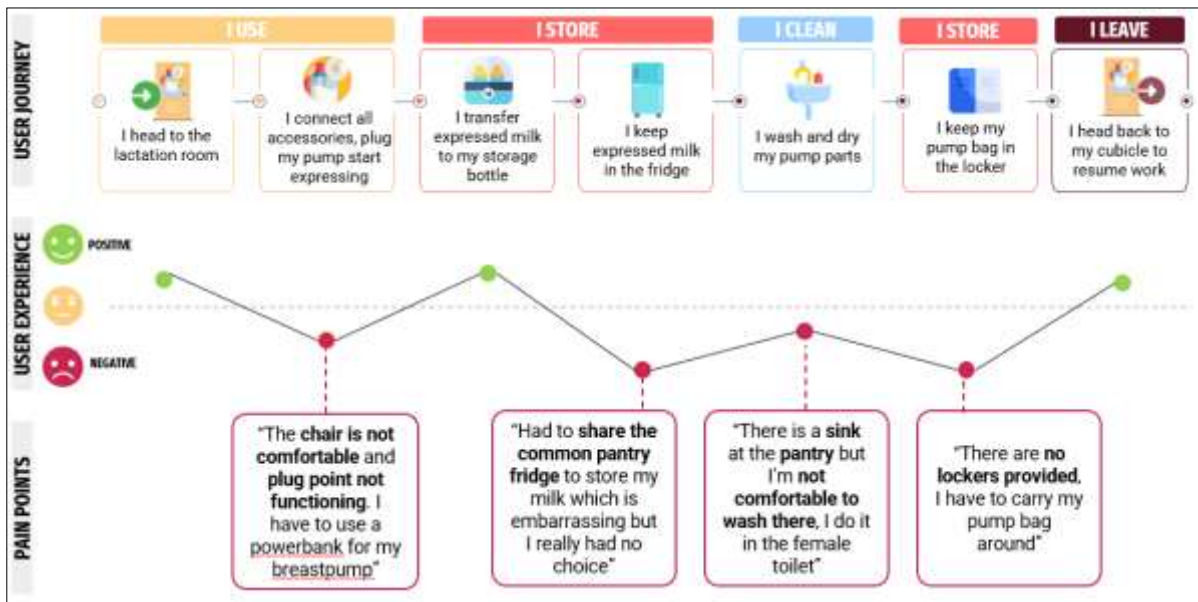 USER JOURNEY
I USE
I STORE
I CLEAN
I STORE
I LEAVE
I head to the
lactation room
I connect all
accessories, plug
my pump start
expressing
I transfer
expressed milk
to my storage
bottle
I keep
expressed milk
in the fridge
I wash and dry
my pump parts
I keep my
pump bag in
the locker
I head back to
my cubicle to
resume work
USER EXPERIENCE
POSITIVE
NEGATIVE
PAIN POINTS
“The chair is not
comfortable and
plug point not
functioning. I
have to use a
powerbank for my
breastpump”
“Had to share the
common pantry
fridge to store my
milk which is
embarrassing but
I really had no
choice”
“There is a sink
at the pantry but
I’m not
comfortable to
wash there, I do it
in the female
toilet”
“There are no
lockers provided,
I have to carry my
pump bag
around”